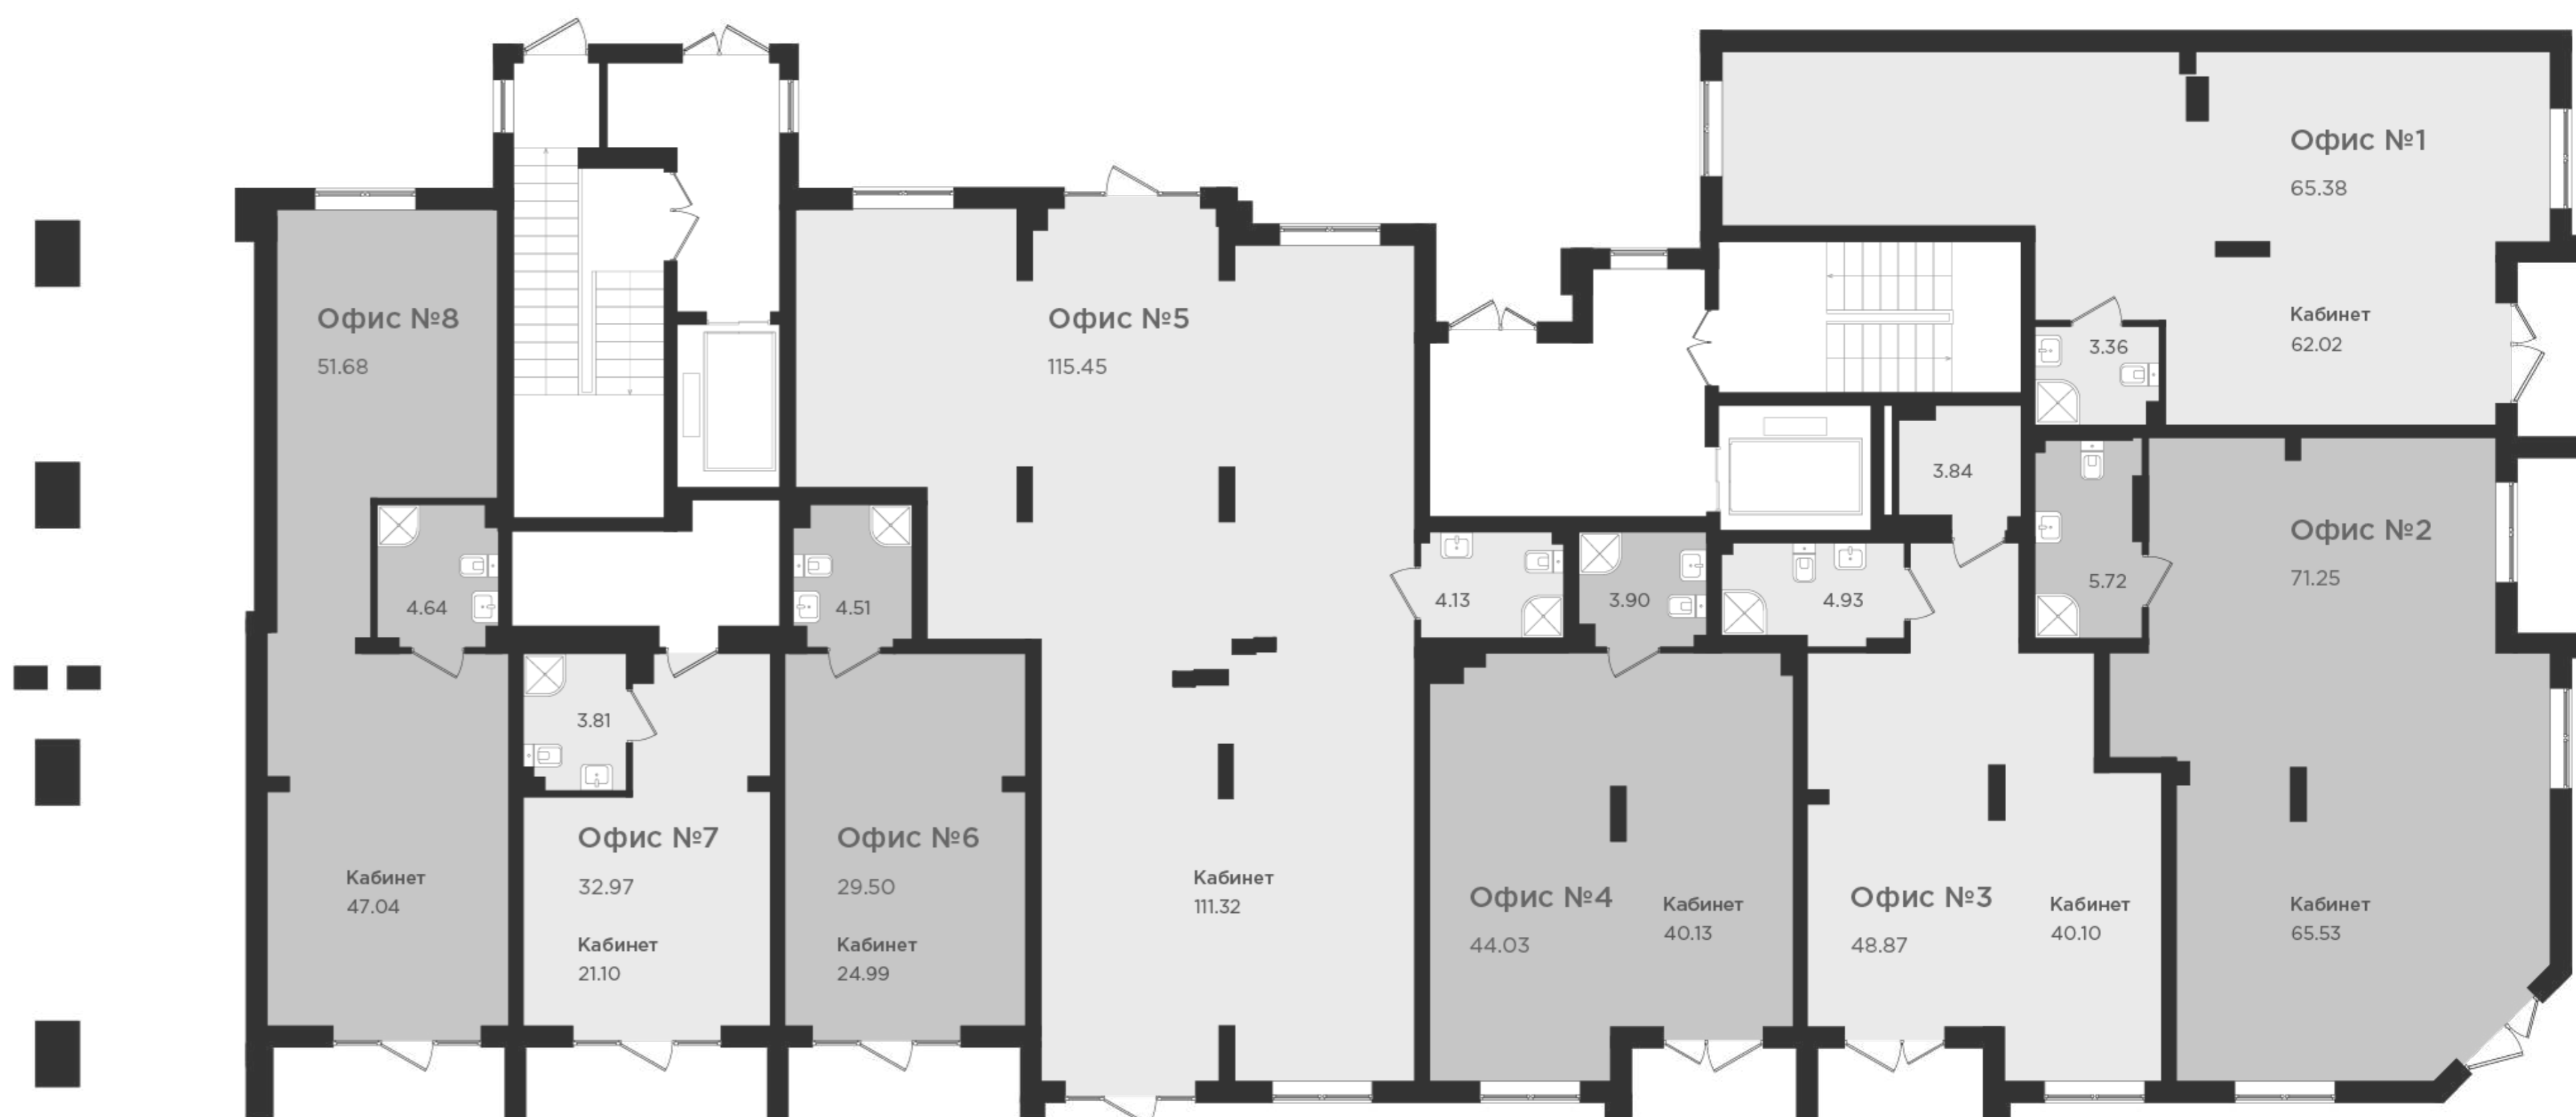 Офис №1
65.38
Кабинет
62.02
3.36
Офис №8
51.68
4.64
Кабинет
47.04
Офис №5
115.45
4.13
Кабинет
111.32
3.84
Офис №2
71.25
5.72
Кабинет
65.53
4.51
3.90
4.93
3.81
Офис №7
32.97
Кабинет
21.10
Офис №6
29.50
Кабинет
24.99
Офис №4
44.03
Кабинет
40.13
Офис №3
48.87
Кабинет
40.10